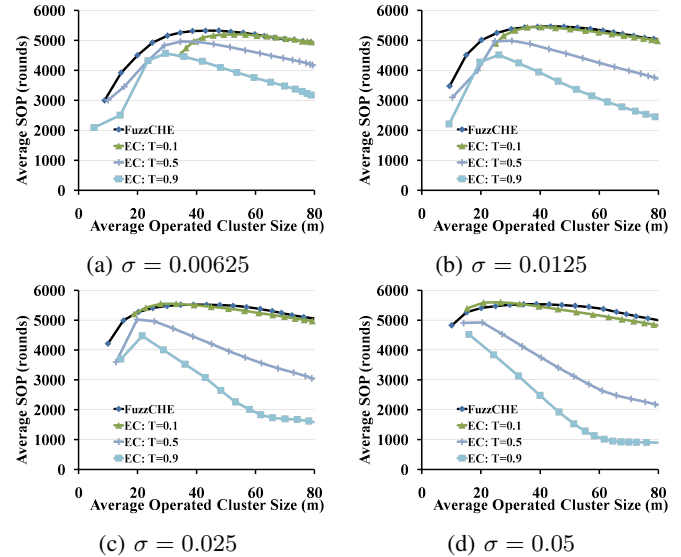 6000
5000
4000
3000
2000
1000
0
Average SOP (rounds)
FuzzCHE
EC: T=0.1
EC: T=0.5
EC: T=0.9
0 20 40 60 80
Average Operated Cluster Size (m)
(a) σ = 0.00625
6000
5000
4000
3000
2000
1000
0
Average SOP (rounds)
FuzzCHE
EC: T=0.1
EC: T=0.5
EC: T=0.9
0 20 40 60 80
Average Operated Cluster Size (m)
(b) σ = 0.0125
6000
5000
4000
3000
2000
1000
0
Average SOP (rounds)
FuzzCHE
EC: T=0.1
EC: T=0.5
EC: T=0.9
0 20 40 60 80
Average Operated Cluster Size (m)
(c) σ = 0.025
6000
5000
4000
3000
2000
1000
0
Average SOP (rounds)
FuzzCHE
EC: T=0.1
EC: T=0.5
EC: T=0.9
0 20 40 60 80
Average Operated Cluster Size (m)
(d) σ = 0.05